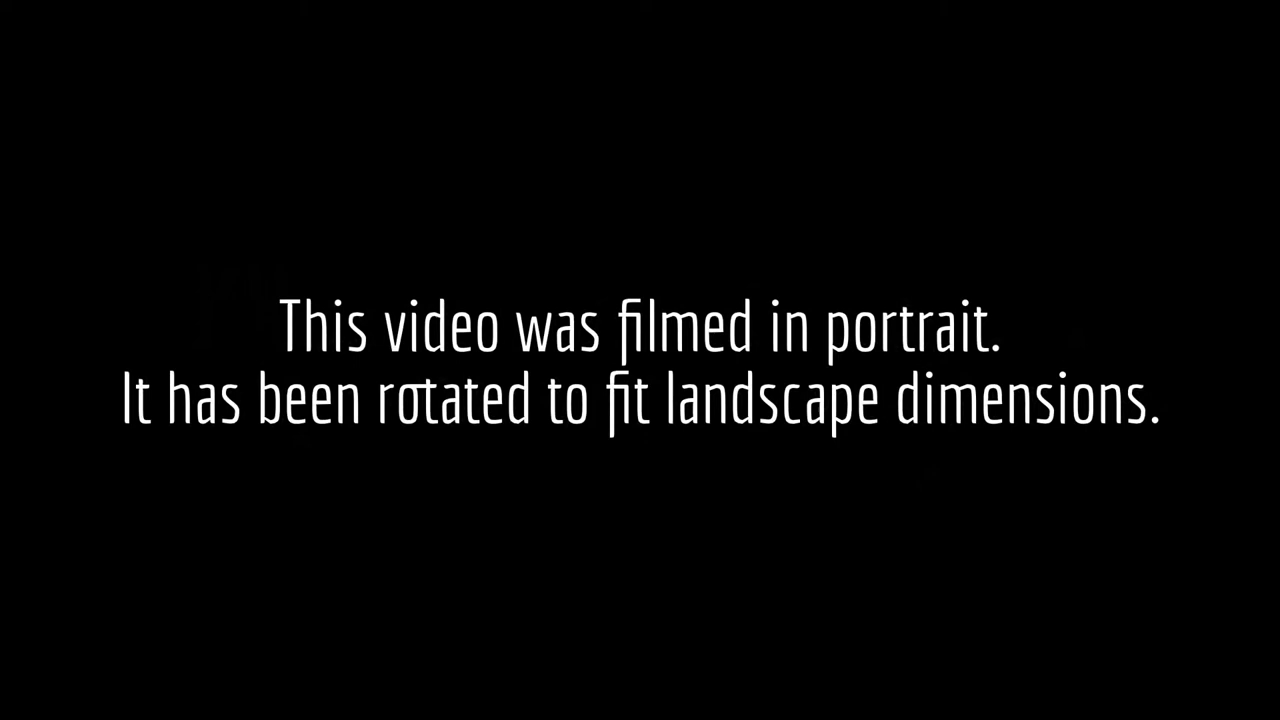 This video was filmed in portrait.
It has been rotated to fit landscape dimensions.